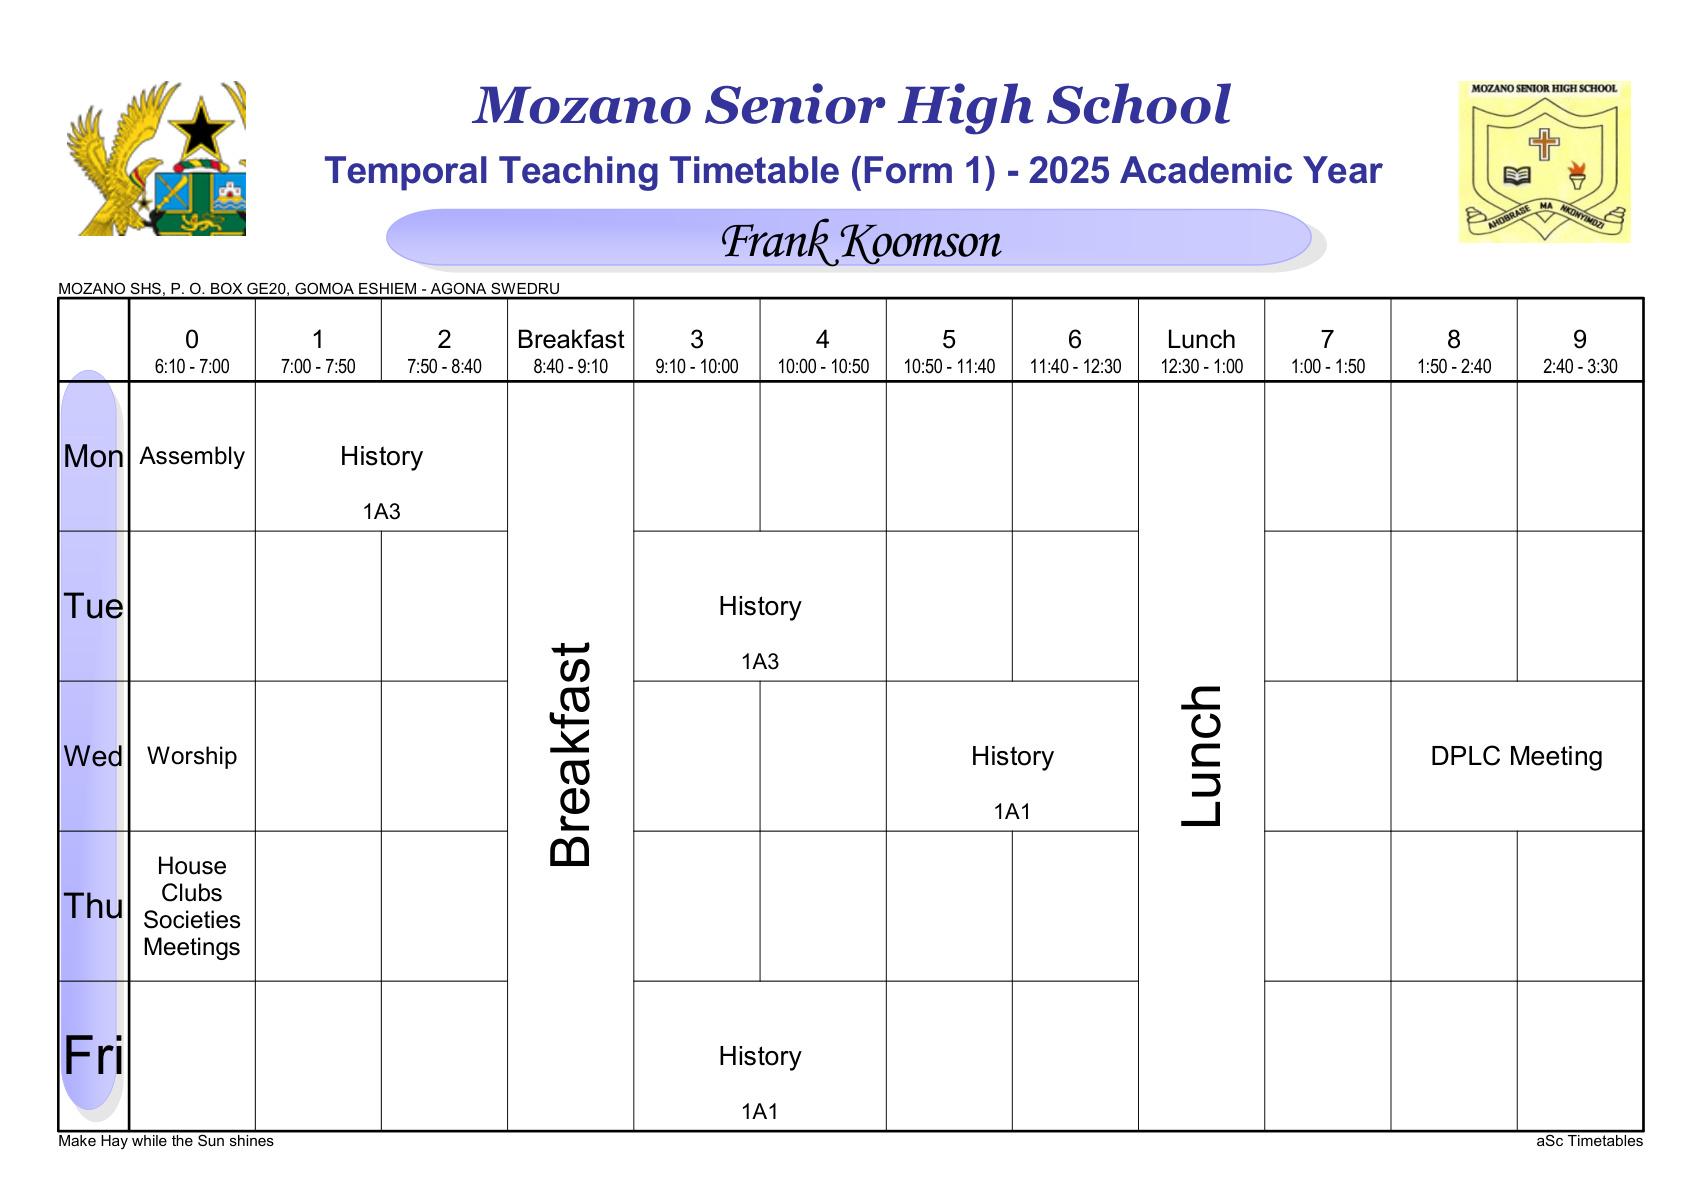 MOZANO SENIOR HIGH SCHOOL
AHOBRASE MA NKONYIMDZI
Mozano Senior High School
Temporal Teaching Timetable (Form 1) - 2025 Academic Year
Frank Koomson
MOZANO SHS, P. O. BOX GE20, GOMOA ESHIEM - AGONA SWEDRU
0 1 2 Breakfast 3 4 5 6 Lunch 7 8 9
6:10 - 7:00 7:00 - 7:50 7:50 - 8:40 8:40 - 9:10 9:10 - 10:00 10:00 - 10:50 10:50 - 11:40 11:40 - 12:30 12:30 - 1:00 1:00 - 1:50 1:50 - 2:40 2:40 - 3:30
Mon Assembly History
1A3
Tue History
1A3
Breakfast
Lunch
Wed Worship History DPLC Meeting
1A1
Thu
House
Clubs
Societies
Meetings
Fri History
1A1
Make Hay while the Sun shines
aSc Timetables